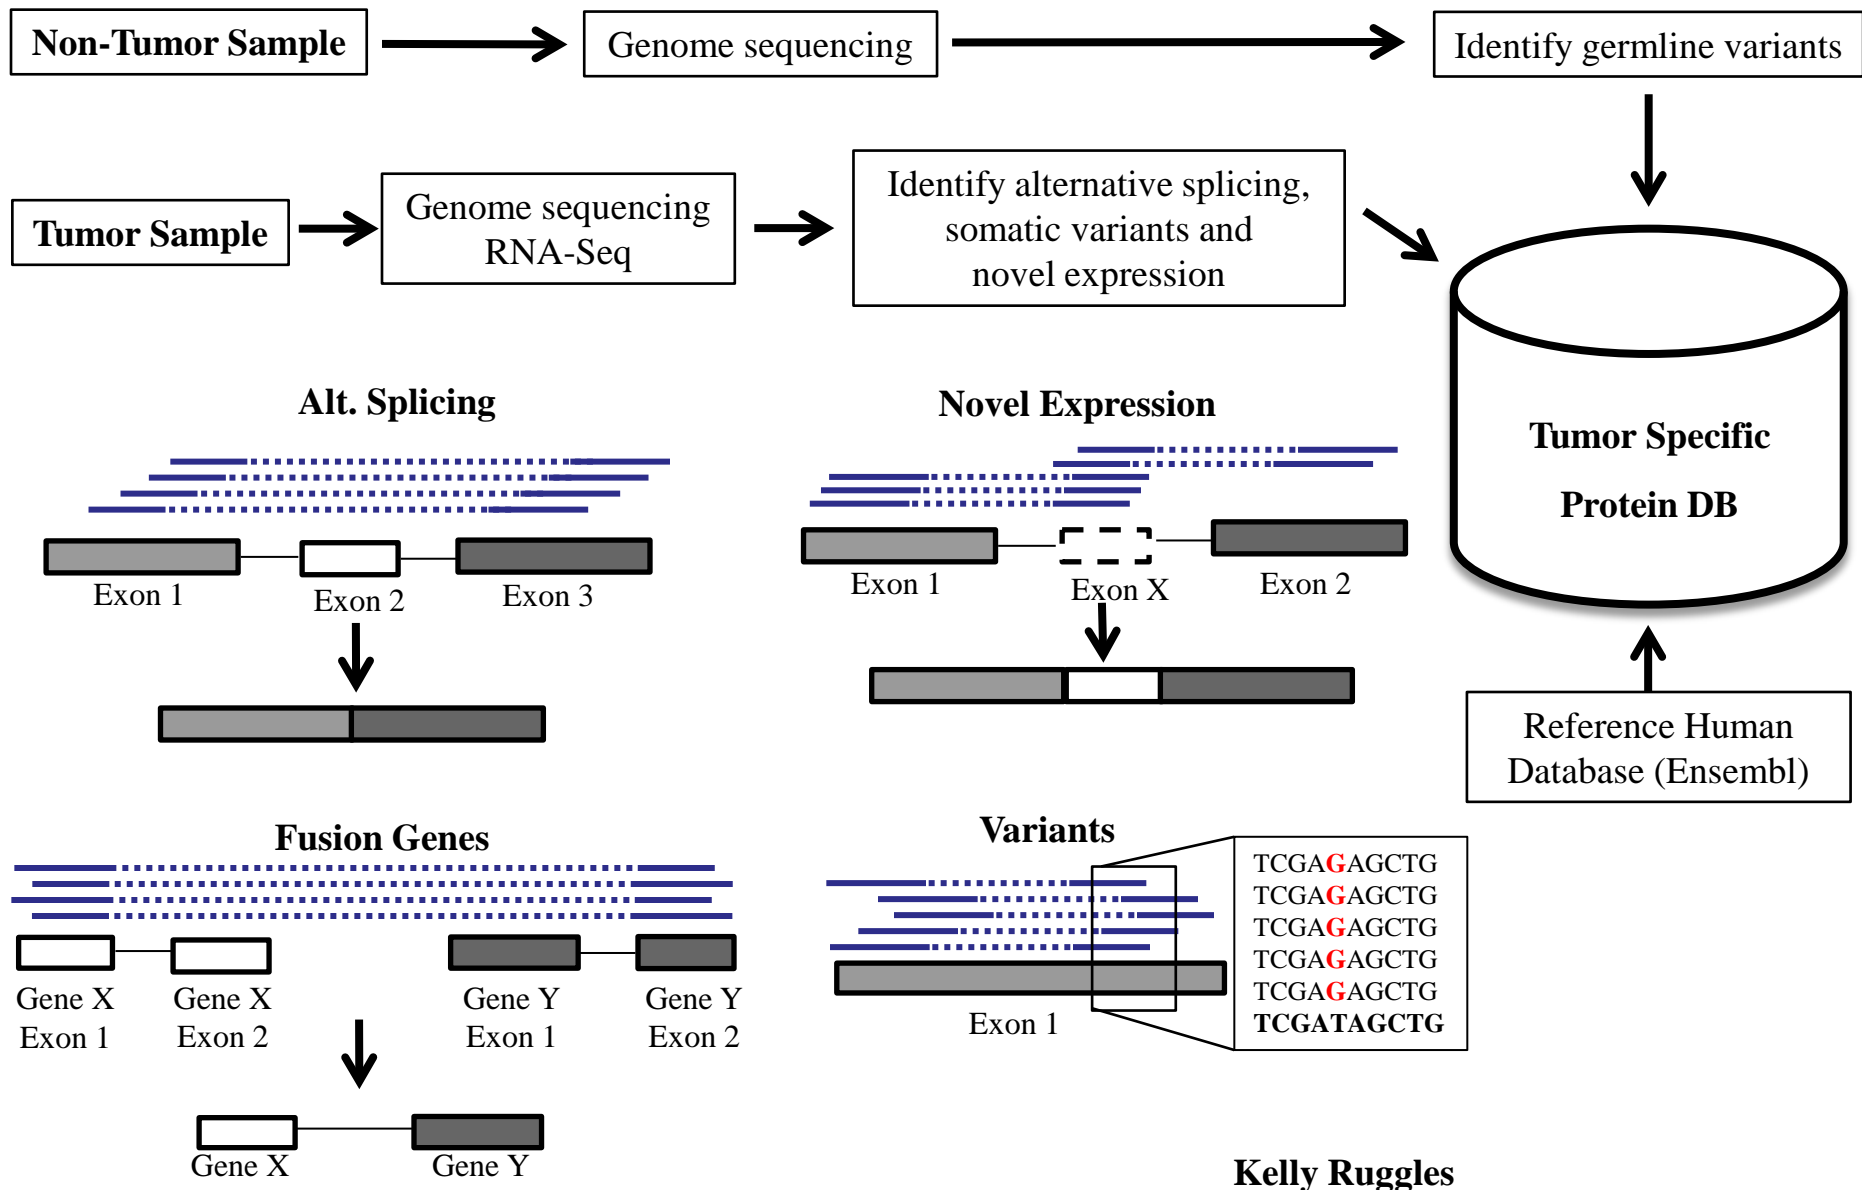 Non-Tumor Sample
Genome sequencing
Identify germline variants
Tumor Sample
Genome sequencing
RNA-Seq
Identify alternative splicing,
somatic variants and
novel expression
Tumor Specific
Protein DB
Reference Human
Database (Ensembl)
Alt. Splicing
Exon 1
Exon 2
Exon 3
Novel Expression
Exon 1
Exon X
Exon 2
Fusion Genes
Gene X
Exon 1
Gene X
Exon 2
Gene Y
Exon 1
Gene Y
Exon 2
Gene X
Gene Y
Variants
Exon 1
TCGAGAGCTG
TCGAGAGCTG
TCGAGAGCTG
TCGAGAGCTG
TCGAGAGCTG
TCGATAGCTG
Kelly Ruggles